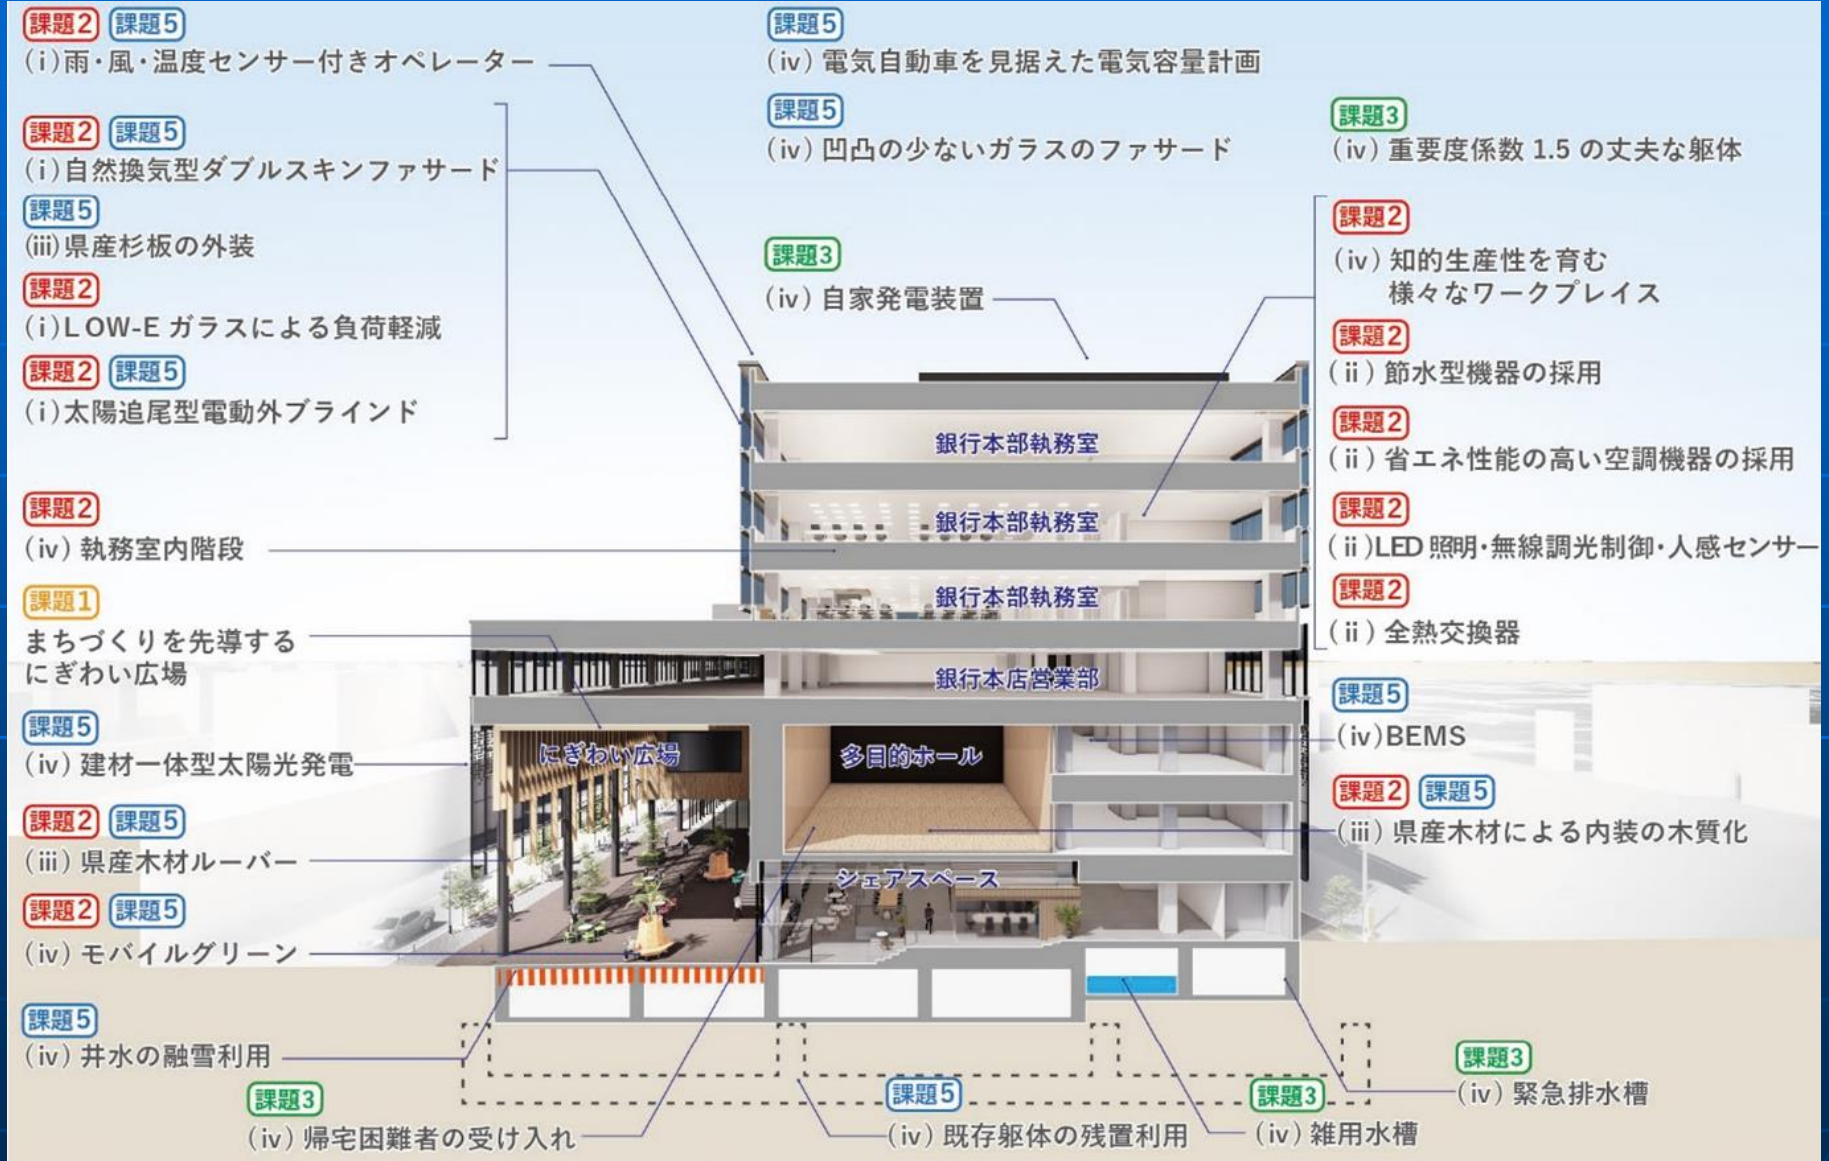 課題2 課題5
(i)雨・風・温度センサー付きオペレーター
課題2 課題5
(i)自然換気型ダブルスキンファサード
課題5
(iii)県産杉板の外装
課題2
(i)LOW-E ガラスによる負荷軽減
課題2 課題5
(i)太陽追尾型電動外ブラインド
課題2
(iv) 執務室内階段
課題1
まちづくりを先導する
にぎわい広場
課題5
(iv) 建材一体型太陽光発電
課題2 課題5
(iii) 県産木材ルーバー
課題2 課題5
(iv) モバイルグリーン
課題5
(iv) 井水の融雪利用
課題3
(iv) 帰宅困難者の受け入れ
課題5
(iv) 電気自動車を見据えた電気容量計画
課題5
(iv) 凹凸の少ないガラスのファサード
課題3
(iv) 自家発電装置
銀行本部執務室
銀行本部執務室
銀行本部執務室
銀行本店営業部
にぎわい広場
多目的ホール
シェアスペース
課題5
(iv) 既存躯体の残置利用
課題3
(iv) 重要度係数 1.5 の丈夫な躯体
課題2
(iv) 知的生産性を育む
様々なワークプレイス
課題2
(ii) 節水型機器の採用
課題2
(ii) 省エネ性能の高い空調機器の採用
課題2
(ii)LED 照明・無線調光制御・人感センサー
課題2
(ii) 全熱交換器
課題5
(iv)BEMS
課題2 課題5
(iii) 県産木材による内装の木質化
課題3
(iv) 緊急排水槽
課題3
(iv) 雑用水槽